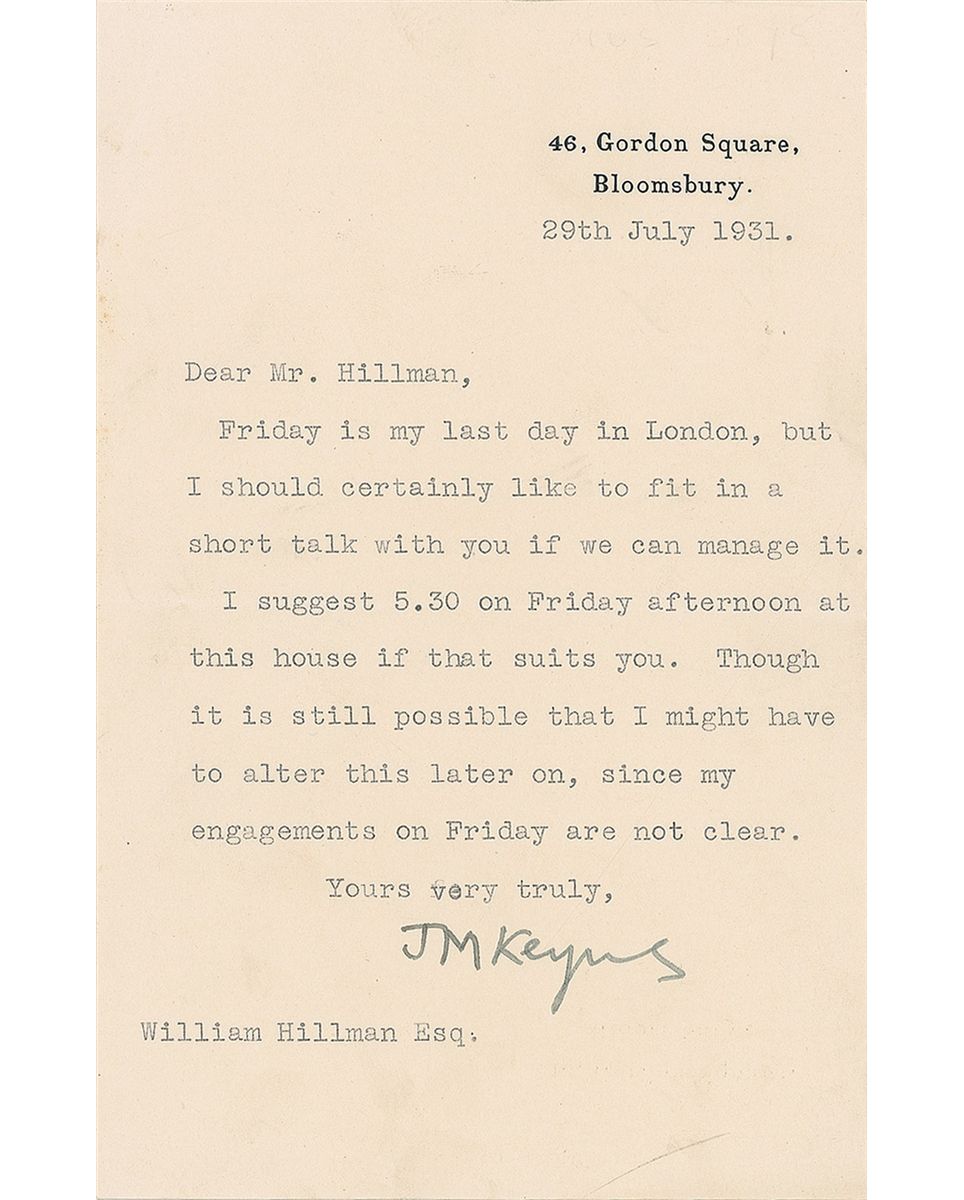 46, Gordon Square,
Bloomsbury.
29th July 1931.
Dear Mr. Hillman,
Friday is my last day in London, but
I should certainly like to fit in a
short talk with you if we can manage it.
I suggest 5.30 on Friday afternoon at
this house if that suits you. Though
it is still possible that I might have
to alter this later on, since my
engagements on Friday are not clear.
Yours very truly,
JMKeynes
William Hillman Esq.